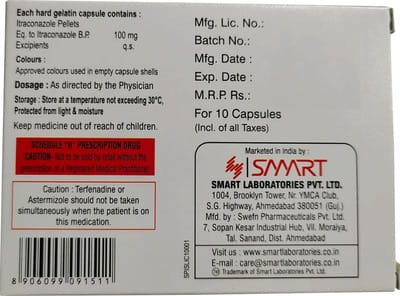 Each hard gelatin capsule contains :
Itraconazole Pellets
Eq. to Itraconazole B.P. 100 mg
Excipients q.s.
Colours :
Approved colours used in empty capsule shells
Dosage : As directed by the Physician
Storage : Store at a temperature not exceeding 30°C,
Protected from light & moisture
Keep medicine out of reach of children.
SCHEDULE "H" PRESCRIPTION DRUG
CAUTION- Not to be sold by retail without the
prescription of a Registered Medical Practitioner.
Caution : Terfenadine or
Astermizole should not be taken
simultaneously when the patient is on
this medication.
8 906099 091511
Mfg. Lic. No.:
Batch No.:
Mfg. Date :
Exp. Date :
M.R.P. Rs:
For 10 Capsules
(Incl. of all Taxes)
SPISLIC10001
Marketed in India by :
SMART
SMART LABORATORIES PVT. LTD.
1004, Brooklyn Tower, Nr. YMCA Club,
S.G. Highway, Ahmedabad 380051 (Guj.)
Mfd. by : Swefn Pharmaceuticals Pvt. Ltd.
7, Sopan Kesar Industrial Hub, Vil. Moraiya,
Tal. Sanand, Dist. Ahmedabad
Visit us : www.smartlaboratories.co.in
E-mail : care@smartlaboratories.co.in
TM Trademark of Smart Laboratories Pvt. Ltd.